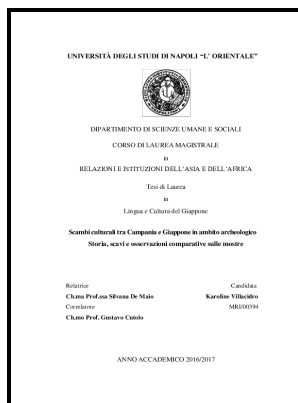 UNIVERSITÀ DEGLI STUDI DI NAPOLI “L’ ORIENTALE”
DIPARTIMENTO DI SCIENZE UMANE E SOCIALI
CORSO DI LAUREA MAGISTRALE
in
RELAZIONI E ISTITUZIONI DELL’ASIA E DELL’AFRICA
Tesi di Laurea
in
Lingua e Cultura del Giappone
Scambi culturali tra Campania e Giappone in ambito archeologico
Storia, scavi e osservazioni comparative sulle mostre
Relatrice Candidata
Ch.ma Prof.ssa Silvana De Maio Karoline Villacidro
Correlatore MRI/00394
Ch.mo Prof. Gustavo Cutolo
ANNO ACCADEMICO 2016/2017